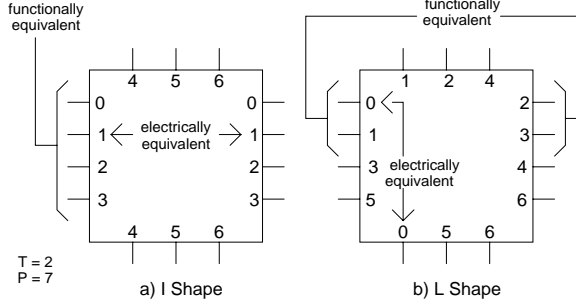 functionally
equivalent
functionally
equivalent
4 5 6
1 2 4
0 0
0 2
1 electrically 1
equivalent
1 3
2 2
3 electrically 4
equivalent
3 3
5 6
4 5 6
0 5 6
T = 2
P = 7
a) I Shape
b) L Shape